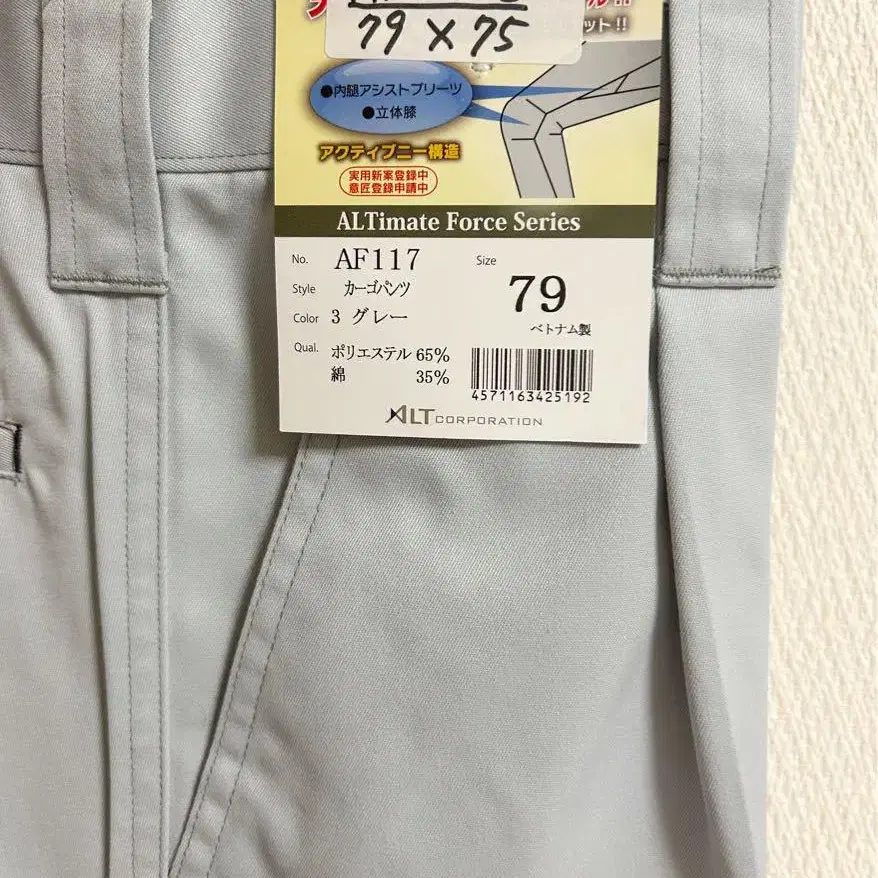 79 × 75
ット!!
●内腿アシストプリーツ
●立体膝
アクティブニー構造
実用新案登録中
意匠登録申請中
ALTimate Force Series
No. AF117
Size 79
Style カーゴパンツ
Color 3 グレー
ベトナム製
Qual. ポリエステル 65%
綿 35%
4571163425192
ALT CORPORATION